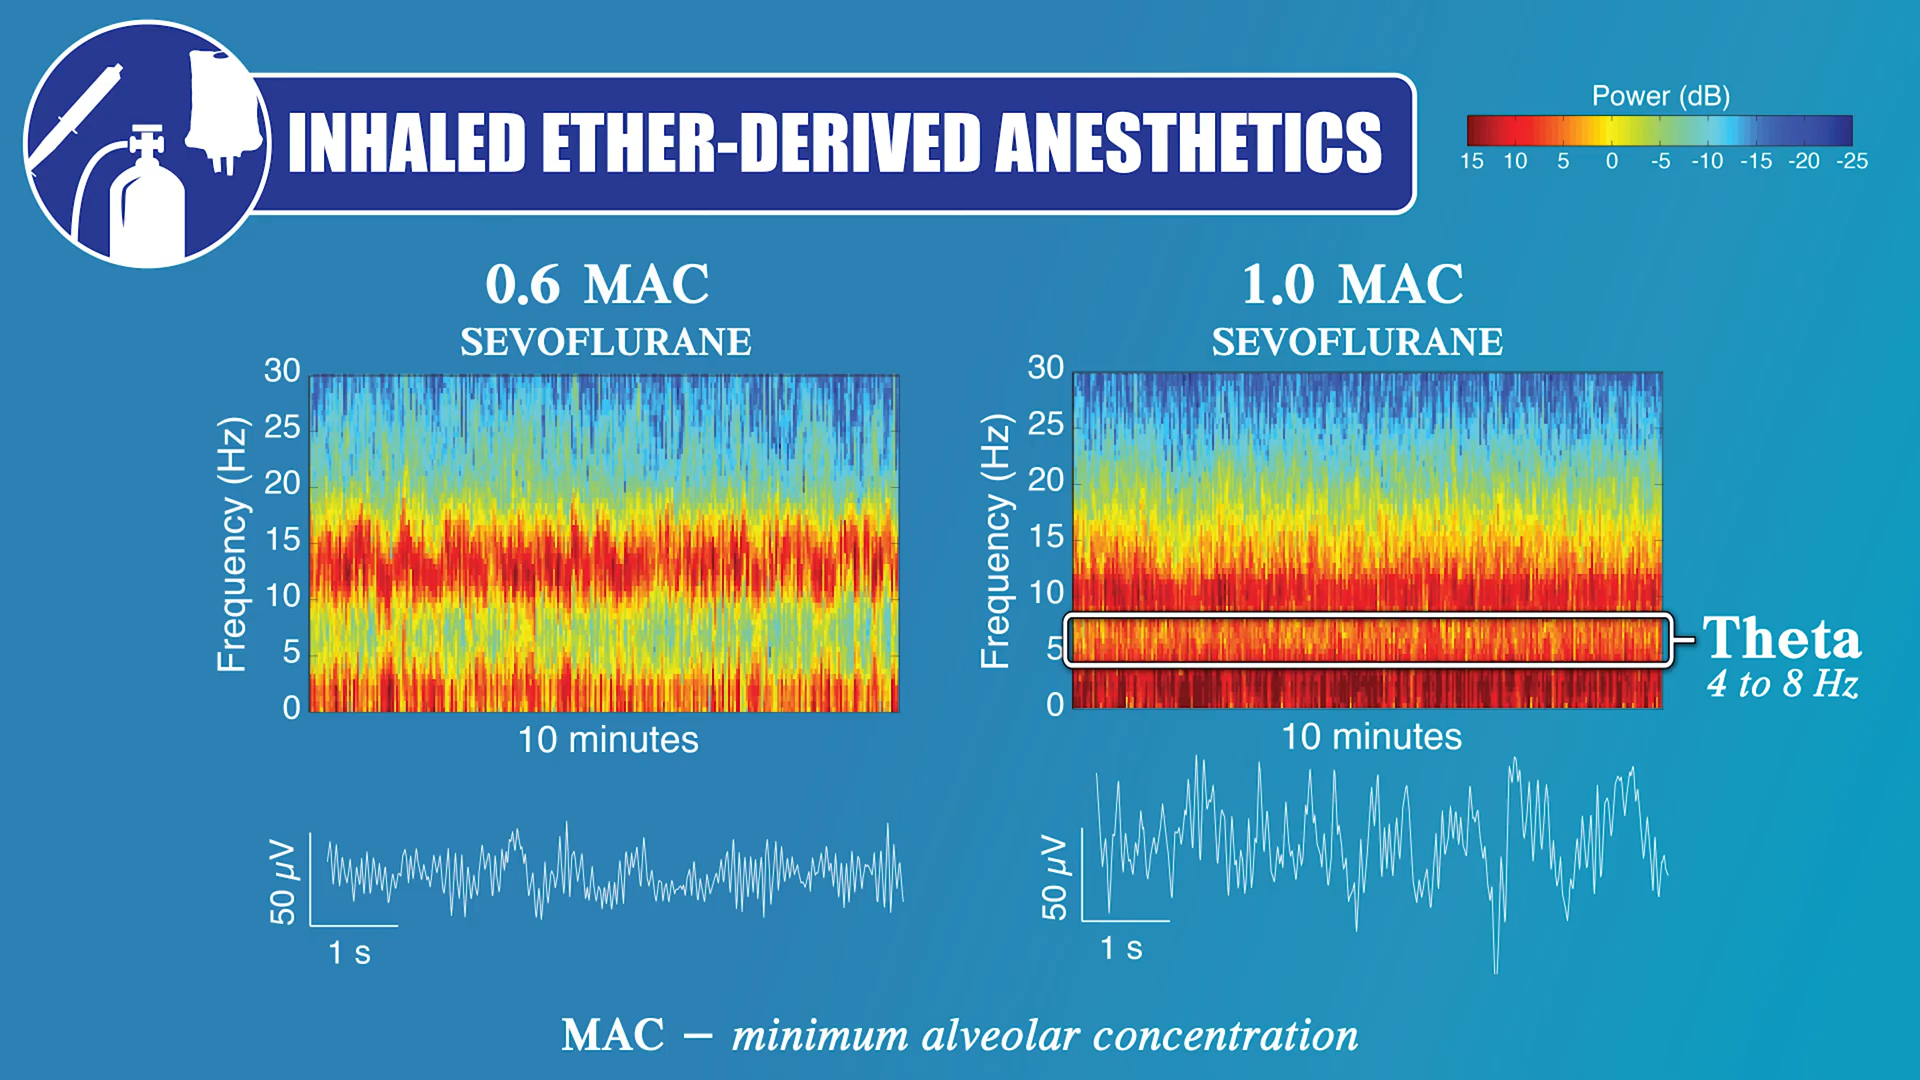 INHALED ETHER-DERIVED ANESTHETICS
Power (dB)
15 10 5 0 -5 -10 -15 -20 -25
0.6 MAC
SEVOFLURANE
Frequency (Hz)
30
25
20
15
10
5
0
10 minutes
50 µV
1 s
1.0 MAC
SEVOFLURANE
Frequency (Hz)
30
25
20
15
10
5
0
10 minutes
Theta
4 to 8 Hz
50 µV
1 s
MAC – minimum alveolar concentration